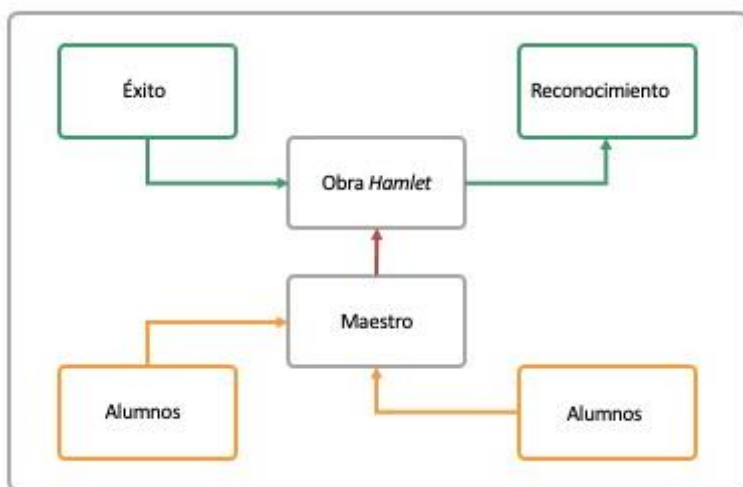 Éxito
Reconocimiento
Obra Hamlet
Maestro
Alumnos
Alumnos